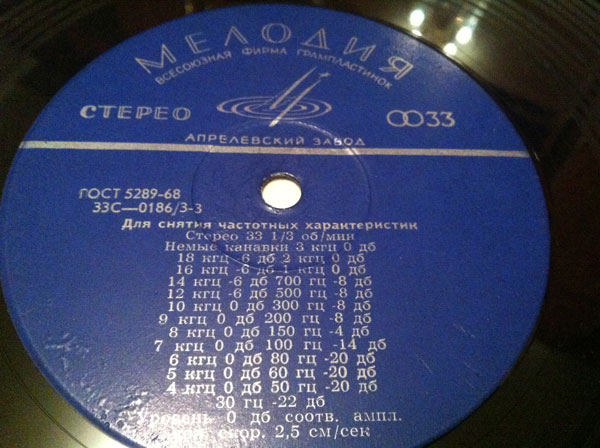 МЕЛОДИЯ
ВСЕСОЮЗНАЯ ФИРМА ГРАМПЛАСТИНОК
СТЕРЕО
33
АПРЕЛЕВСКИЙ ЗАВОД
ГОСТ 5289-68
33С—0186/3-3
Для снятия частотных характеристик
Стерео 33 1/3 об/мин
Немые канавки 3 кгц 0 дб
18 кгц -6 дб 2 кгц 0 дб
16 кгц -6 дб 1 кгц 0 дб
14 кгц -6 дб 700 гц -8 дб
12 кгц -6 дб 500 гц -8 дб
10 кгц 0 дб 300 гц -8 дб
9 кгц 0 дб 200 гц -8 дб
8 кгц 0 дб 150 гц -4 дб
7 кгц 0 дб 100 гц -14 дб
6 кгц 0 дб 80 гц -20 дб
5 кгц 0 дб 60 гц -20 дб
4 кгц 0 дб 50 гц -20 дб
30 гц -22 дб
Уровень 0 дб соотв. ампл.
кол. скор. 2,5 см/сек